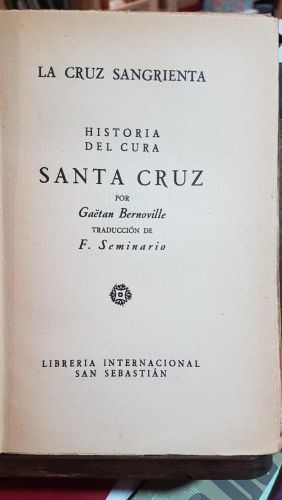 LA CRUZ SANGRIENTA
HISTORIA
DEL CURA
SANTA CRUZ
POR
Gaëtan Bernoville
TRADUCCIÓN DE
F. Seminario
LIBRERIA INTERNACIONAL
SAN SEBASTIÁN